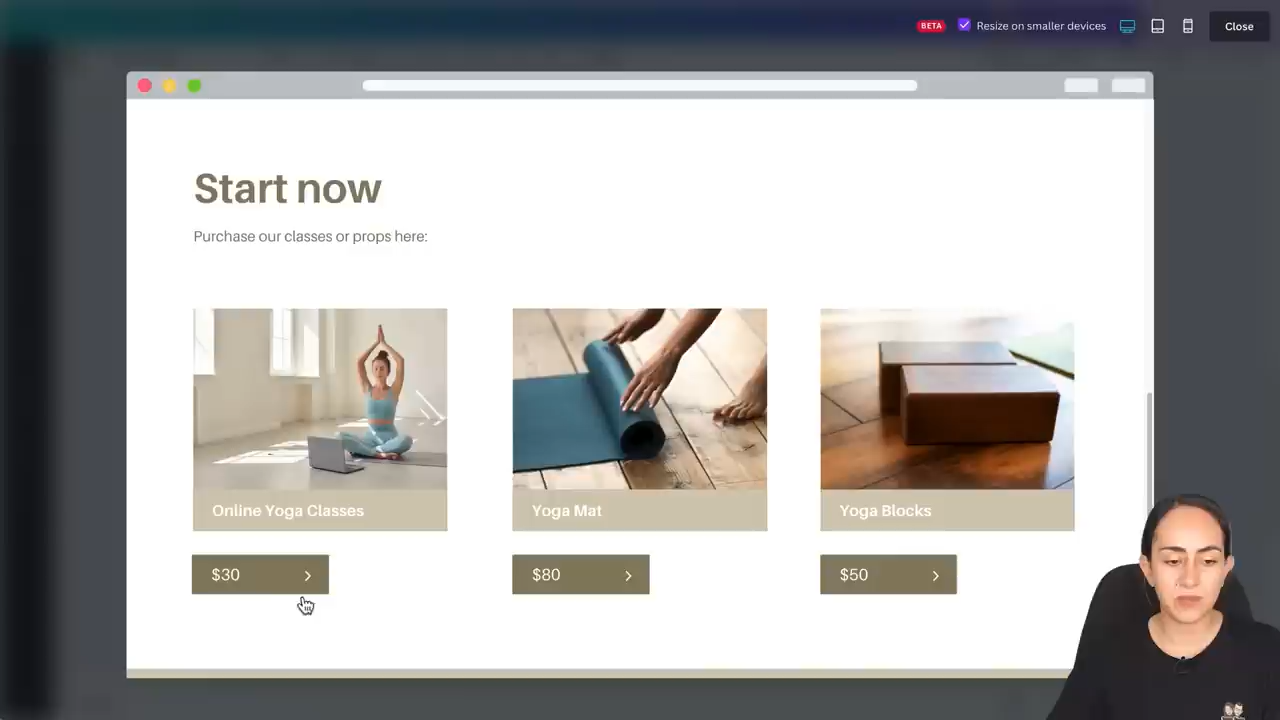 BETA Resize on smaller devices Close
Start now
Purchase our classes or props here:
Online Yoga Classes
Yoga Mat
Yoga Blocks
$30
$80
$50